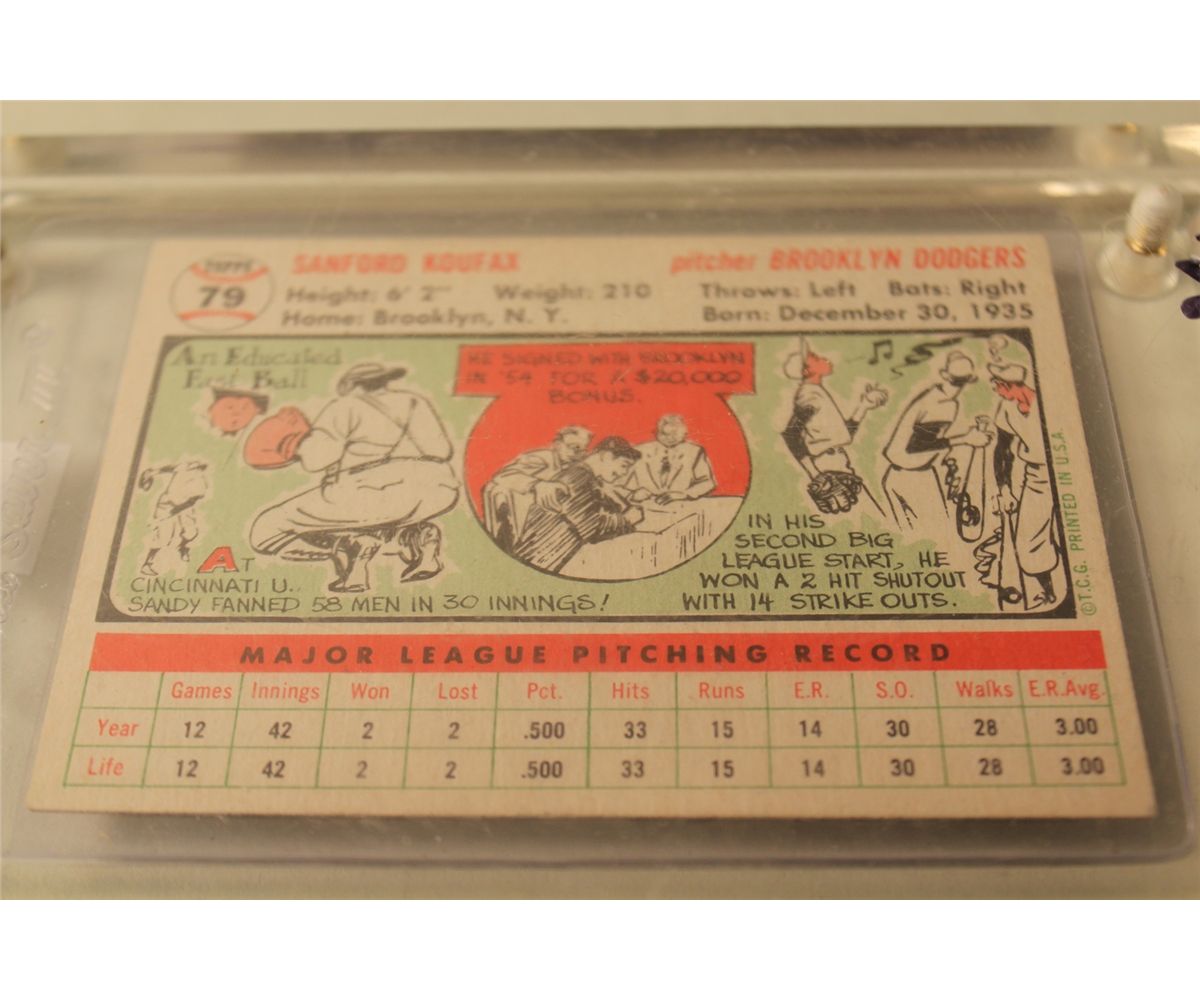 TOPPS
79
SANFORD KOUFAX
pitcher BROOKLYN DODGERS
Height: 6' 2" Weight: 210 Throws: Left Bats: Right
Home: Brooklyn, N. Y. Born: December 30, 1935
An Educated
Fast Ball
AT
CINCINNATI U..
SANDY FANNED 58 MEN IN 30 INNINGS!
HE SIGNED WITH BROOKLYN
IN '54 FOR A $20,000
BONUS.
IN HIS
SECOND BIG
LEAGUE START, HE
WON A 2 HIT SHUTOUT
WITH 14 STRIKE OUTS.
©T.C.G. PRINTED IN U.S.A.
MAJOR LEAGUE PITCHING RECORD
Games Innings Won Lost Pct. Hits Runs E.R. S.O. Walks E.R.Avg.
Year 12 42 2 2 .500 33 15 14 30 28 3.00
Life 12 42 2 2 .500 33 15 14 30 28 3.00